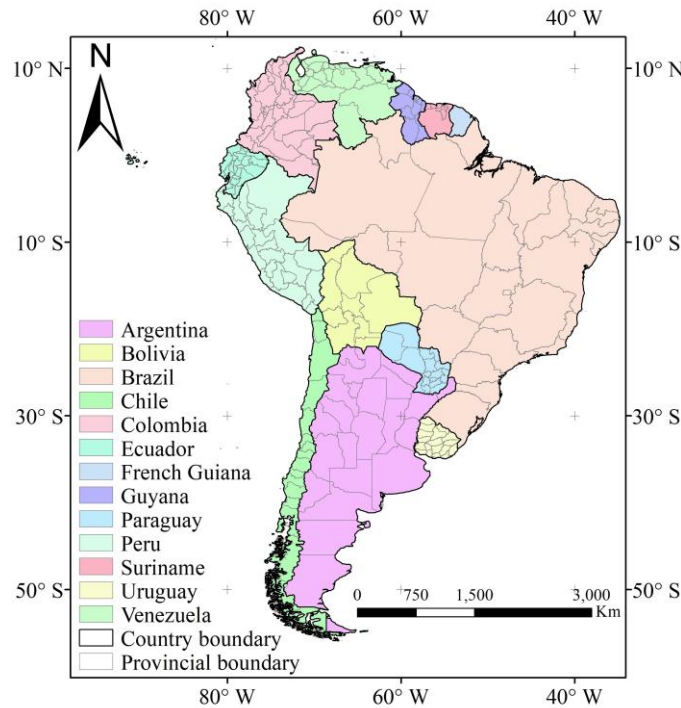 80° W 60° W 40° W
N
10° N 10° N
10° S 10° S
Argentina
Bolivia
Brazil
Chile
30° S Colombia 30° S
Ecuador
French Guiana
Guyana
Paraguay
Peru
Suriname
50° S Uruguay 0 750 1,500 3,000 50° S
Venezuela Km
Country boundary
Provincial boundary
80° W 60° W 40° W